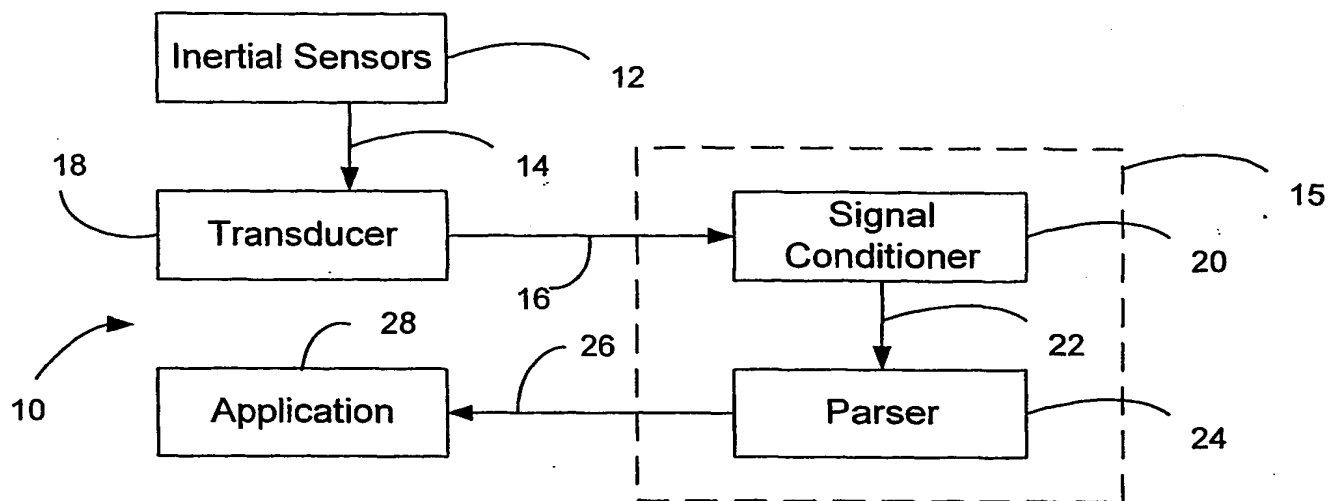 Inertial Sensors
12
14
18
Transducer
16
Signal
Conditioner
15
20
22
10
28
Application
26
Parser
24